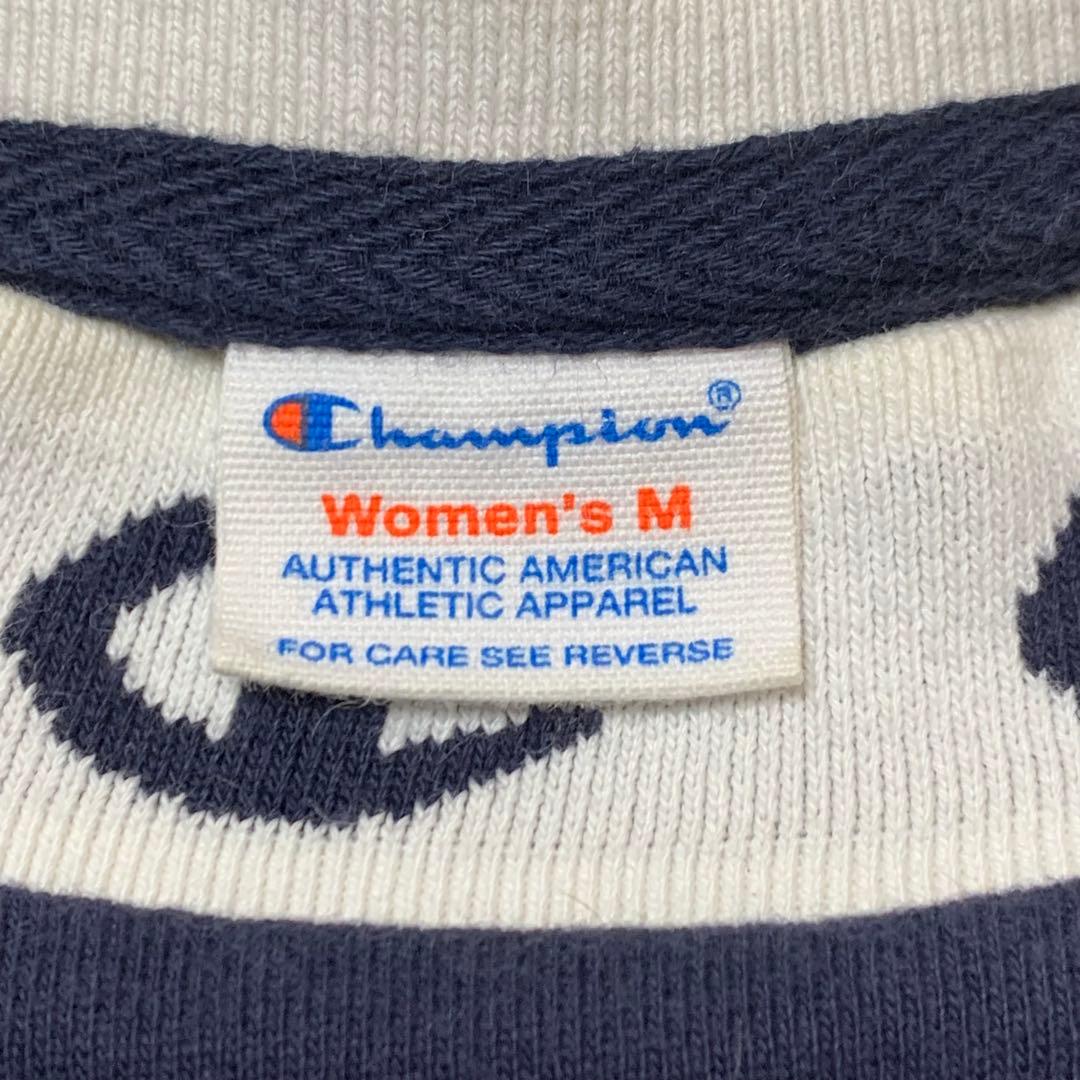 Champion®
Women's M
AUTHENTIC AMERICAN
ATHLETIC APPAREL
FOR CARE SEE REVERSE